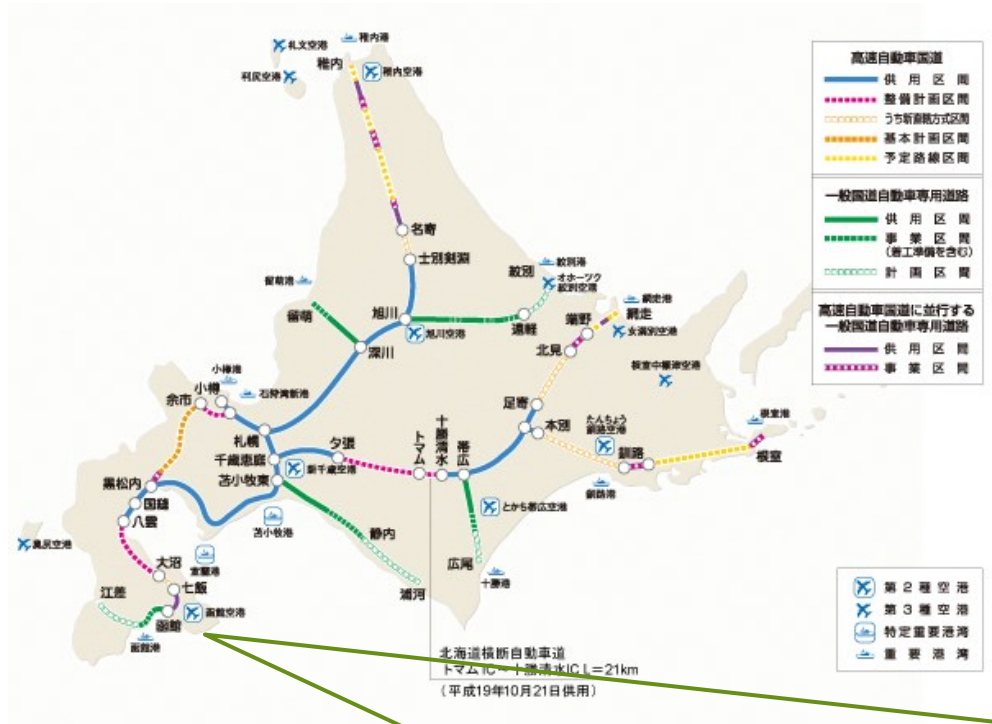 礼文空港
稚内港
利尻空港
稚内
稚内空港
名寄
士別剣淵
留萌港
留萌
旭川
旭川空港
深川
紋別
紋別港
オホーツク
紋別空港
遠軽
網走港
網走
端野
女満別空港
北見
根室中標津空港
小樽港
小樽
石狩湾新港
余市
札幌
千歳恵庭
新千歳空港
苫小牧東
苫小牧港
夕張
トマム
十勝清水
帯広
足寄
本別
たんちょう
釧路空港
釧路
釧路港
根室港
根室
とかち帯広空港
黒松内
国縫
八雲
奥尻空港
大沼
室蘭港
七飯
江差
函館
函館空港
函館港
静内
浦河
広尾
十勝港
北海道横断自動車道
トマムIC~十勝清水IC L=21km
(平成19年10月21日供用)
高速自動車国道
供用区間
整備計画区間
うち新直轄方式区間
基本計画区間
予定路線区間
一般国道自動車専用道路
供用区間
事業区間
(着工準備を含む)
計画区間
高速自動車国道に並行する
一般国道自動車専用道路
供用区間
事業区間
第2種空港
第3種空港
特定重要港湾
重要港湾